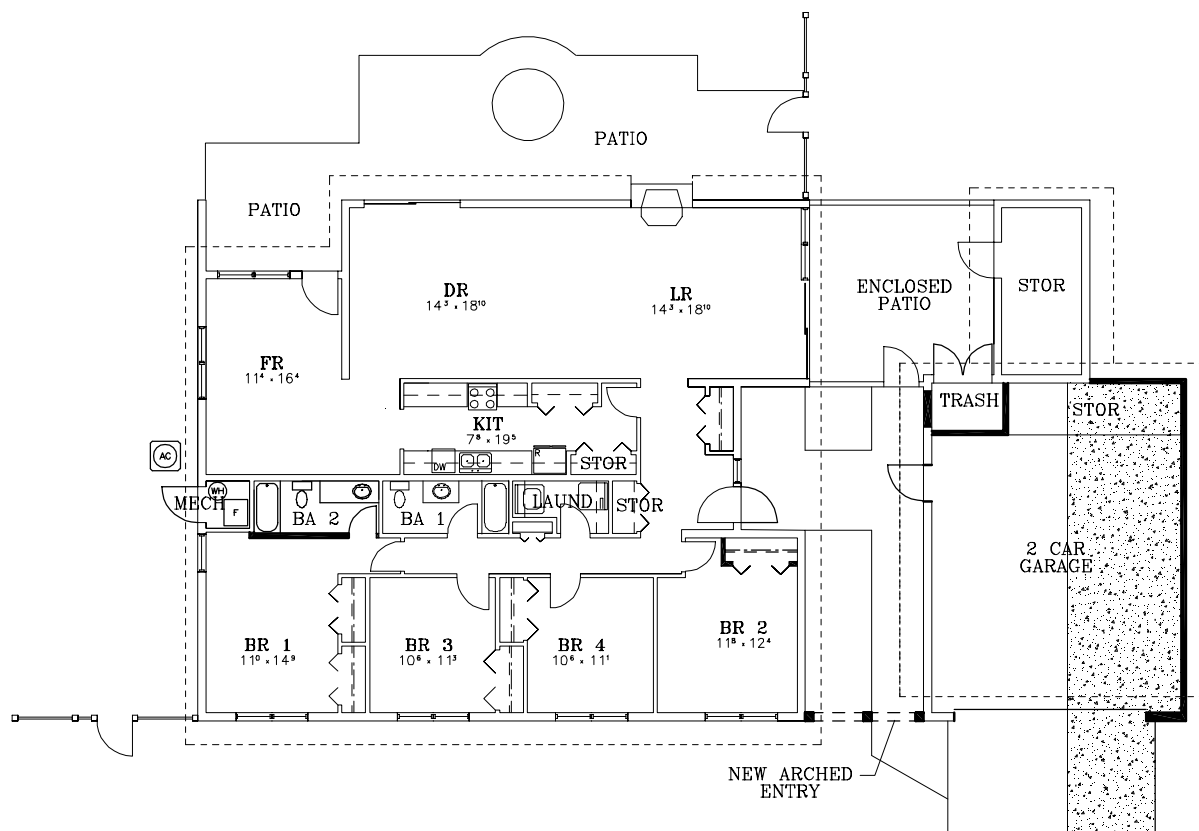 PATIO
PATIO
DR
14³ x 18¹⁰
LR
14³ x 18¹⁰
ENCLOSED
PATIO
STOR
FR
11⁴ x 16⁴
TRASH
STOR
KIT
7⁸ x 19⁵
AC
DW
R
STOR
MECH
WH
F
BA 2
BA 1
LAUND
STOR
2 CAR
GARAGE
BR 1
11⁰ x 14⁹
BR 3
10⁶ x 11³
BR 4
10⁶ x 11¹
BR 2
11⁸ x 12⁴
NEW ARCHED
ENTRY